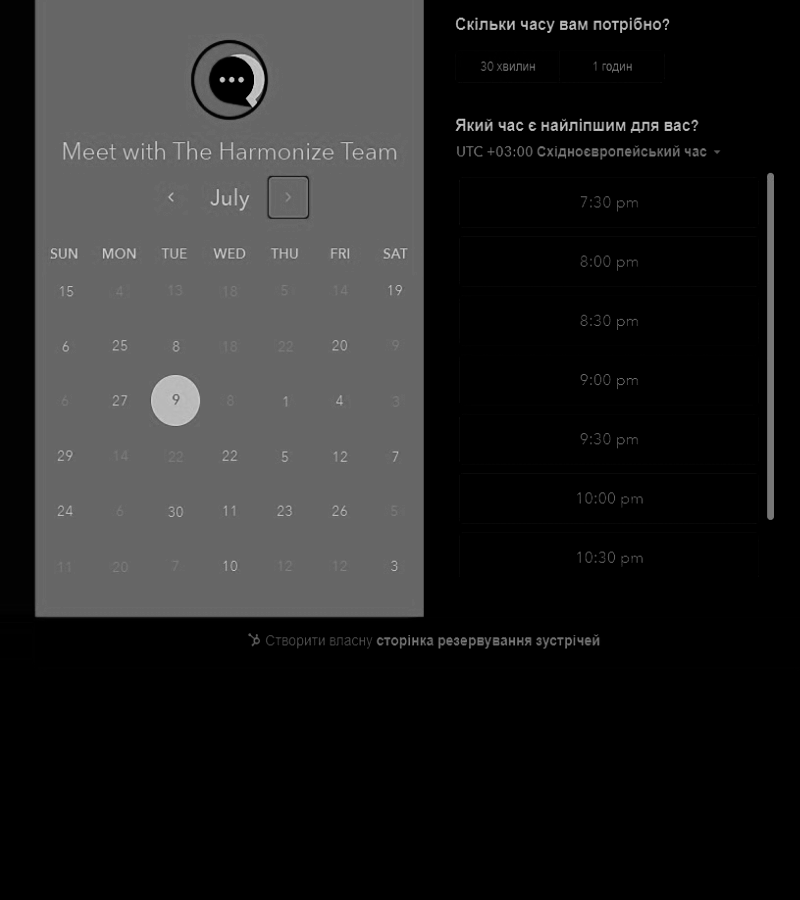 Meet with The Harmonize Team
July
SUN MON TUE WED THU FRI SAT
15 4 13 18 5 14 19
6 25 8 18 22 20 9
6 27 9 8 1 4 3
29 14 22 22 5 12 7
24 6 30 11 23 26 5
11 20 7 10 12 12 3
Скільки часу вам потрібно?
30 хвилин 1 годин
Який час є найліпшим для вас?
UTC +03:00 Східноєвропейський час
7:30 pm
8:00 pm
8:30 pm
9:00 pm
9:30 pm
10:00 pm
10:30 pm
Створити власну сторінка резервування зустрічей